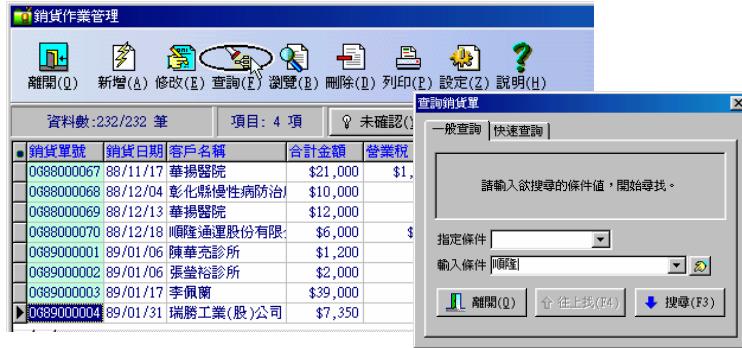 銷貨作業管理
離開(Q) 新增(A) 修改(E) 查詢(F) 瀏覽(B) 刪除(D) 列印(P) 設定(Z) 說明(H)
資料數:232/232 筆 項目: 4 項 未確認(
銷貨單號 銷貨日期 客戶名稱 合計金額 營業稅
0G88000067 88/11/17 華揚醫院 $21,000 $1,
0G88000068 88/12/04 彰化縣慢性病防治 $10,000
0G88000069 88/12/13 華揚醫院 $12,000
0G88000070 88/12/18 順隆通運股份有限 $6,000 $
0G89000001 89/01/06 陳華亮診所 $1,200
0G89000002 89/01/06 張螢裕診所 $2,000
0G89000003 89/01/17 李佩蘭 $39,000
0G89000004 89/01/31 瑞勝工業(股)公司 $7,350
查詢銷貨單
一般查詢 快速查詢
請輸入欲搜尋的條件值，開始尋找。
指定條件
輸入條件 順隆
離開(Q) 往上找(F4) 搜尋(F3)